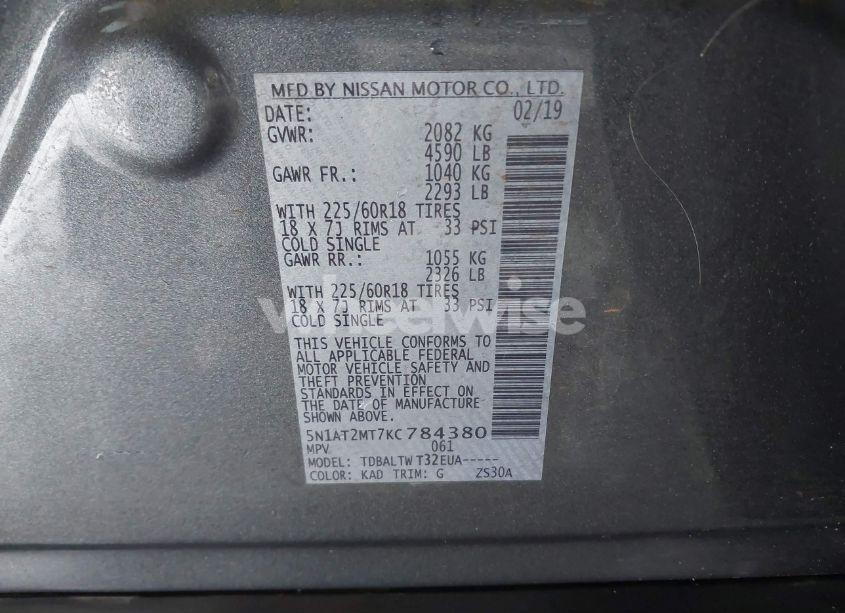 MFD BY NISSAN MOTOR CO., LTD.
DATE: 02/19
GVWR: 2082 KG
4590 LB
GAWR FR.: 1040 KG
2293 LB
WITH 225/60R18 TIRES
18 X 7J RIMS AT 33 PSI
COLD SINGLE
GAWR RR.: 1055 KG
2326 LB
WITH 225/60R18 TIRES
18 X 7J RIMS AT 33 PSI
COLD SINGLE
wheelwise
THIS VEHICLE CONFORMS TO
ALL APPLICABLE FEDERAL
MOTOR VEHICLE SAFETY AND
THEFT PREVENTION
STANDARDS IN EFFECT ON
THE DATE OF MANUFACTURE
SHOWN ABOVE.
5N1AT2MT7KC784380
MPV 061
MODEL: TDBALTW T32EUA-----
COLOR: KAD TRIM: G ZS30A